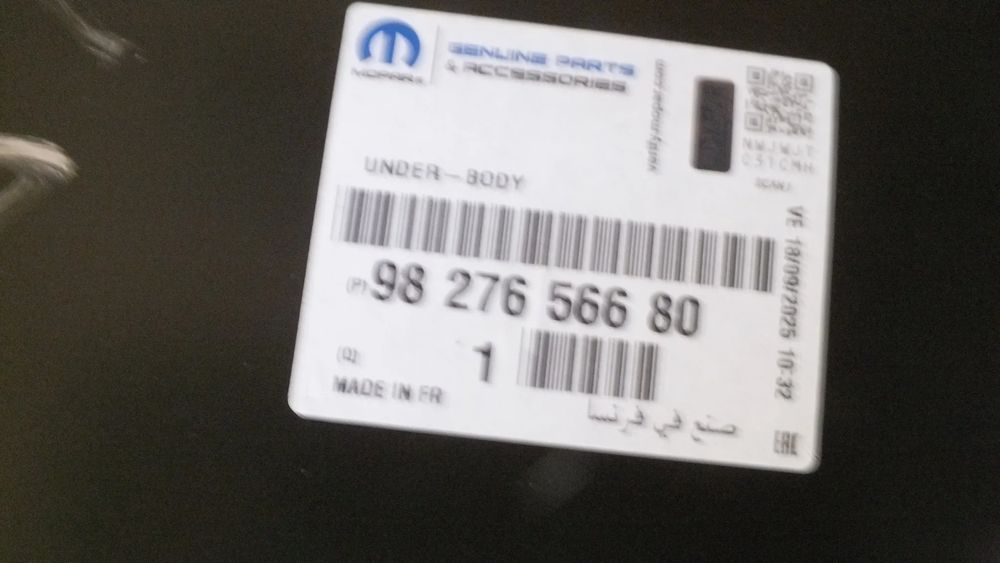 MOPAR
GENUINE PARTS
& ACCESSORIES
UNDER-BODY
(P) 98 276 566 80
(Q) 1
MADE IN FR
صنع في فرنسا
VE 18/09/2025 10:32
EAC